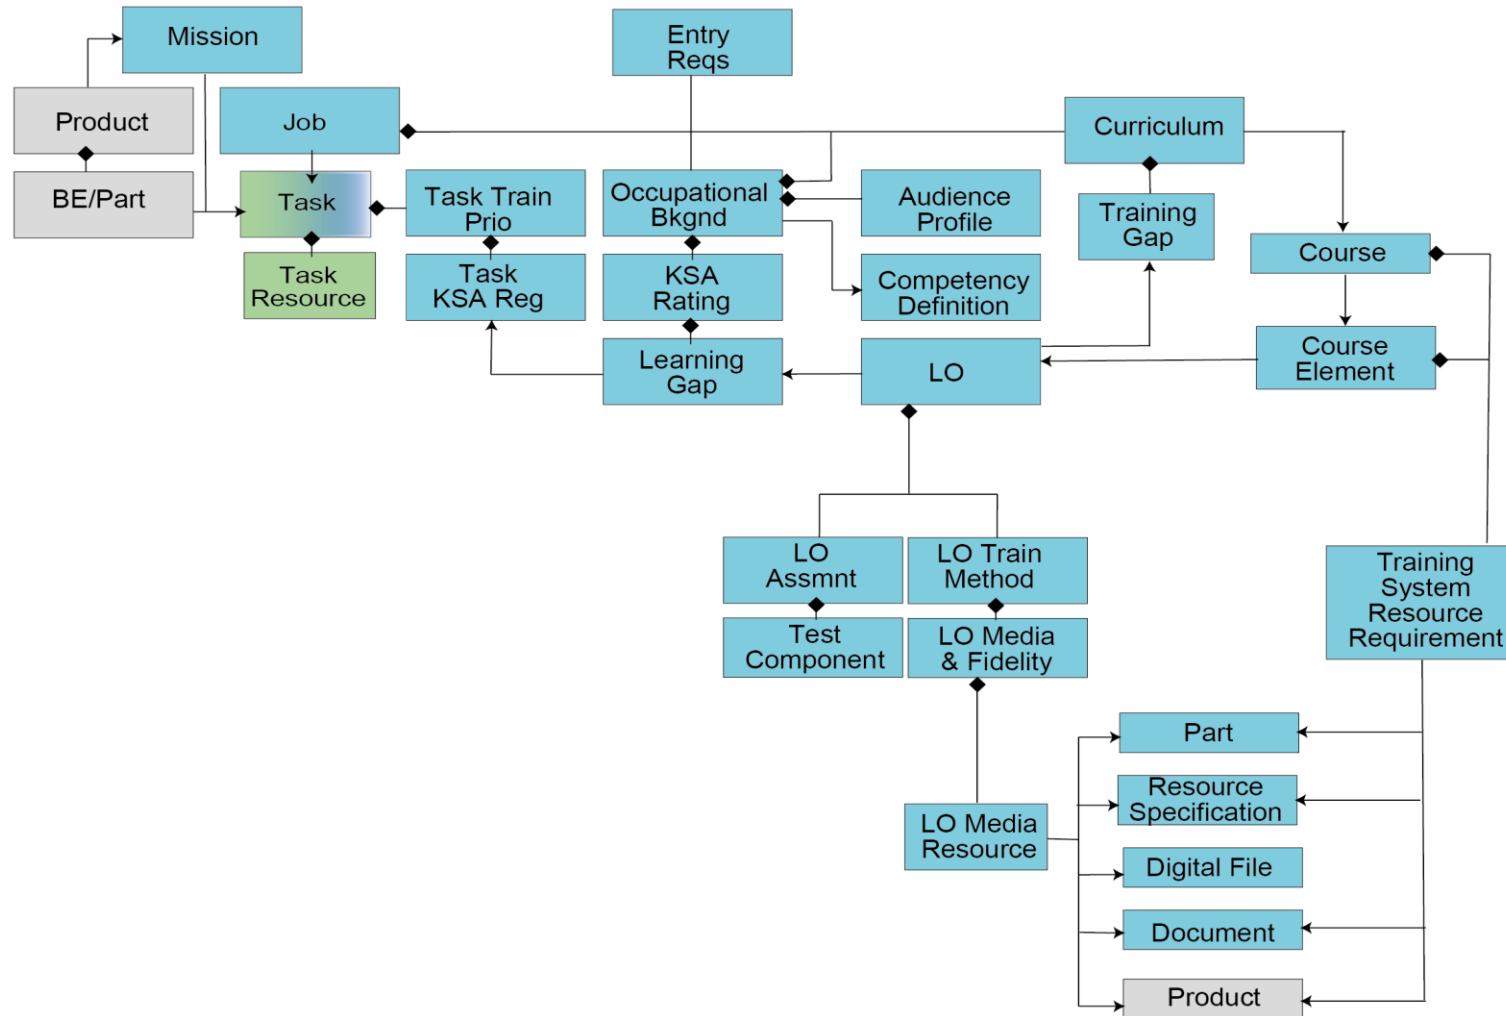 Mission
Entry
Reqs
Product
Job
Curriculum
BE/Part
Task
Task Train
Prio
Occupational
Bkgnd
Audience
Profile
Training
Gap
Course
Task
Resource
Task
KSA Reg
KSA
Rating
Competency
Definition
Learning
Gap
LO
Course
Element
LO
Assmnt
LO Train
Method
Training
System
Resource
Requirement
Test
Component
LO Media
& Fidelity
Part
Resource
Specification
LO Media
Resource
Digital File
Document
Product